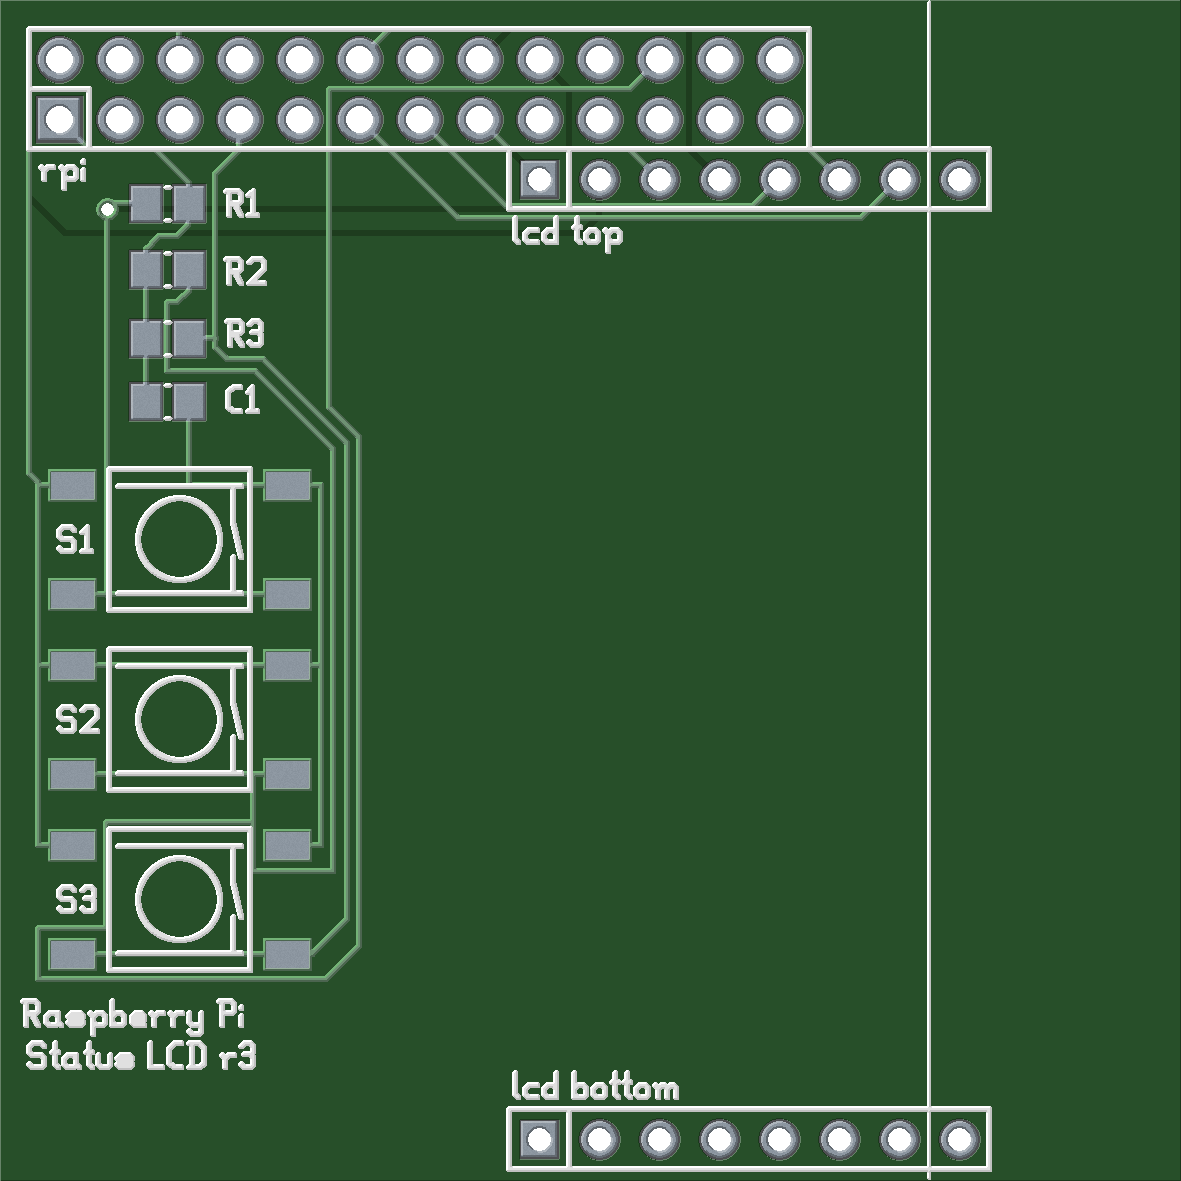 rpi
R1
lcd top
R2
R3
C1
S1
S2
S3
Raspberry Pi
Status LCD r3
lcd bottom